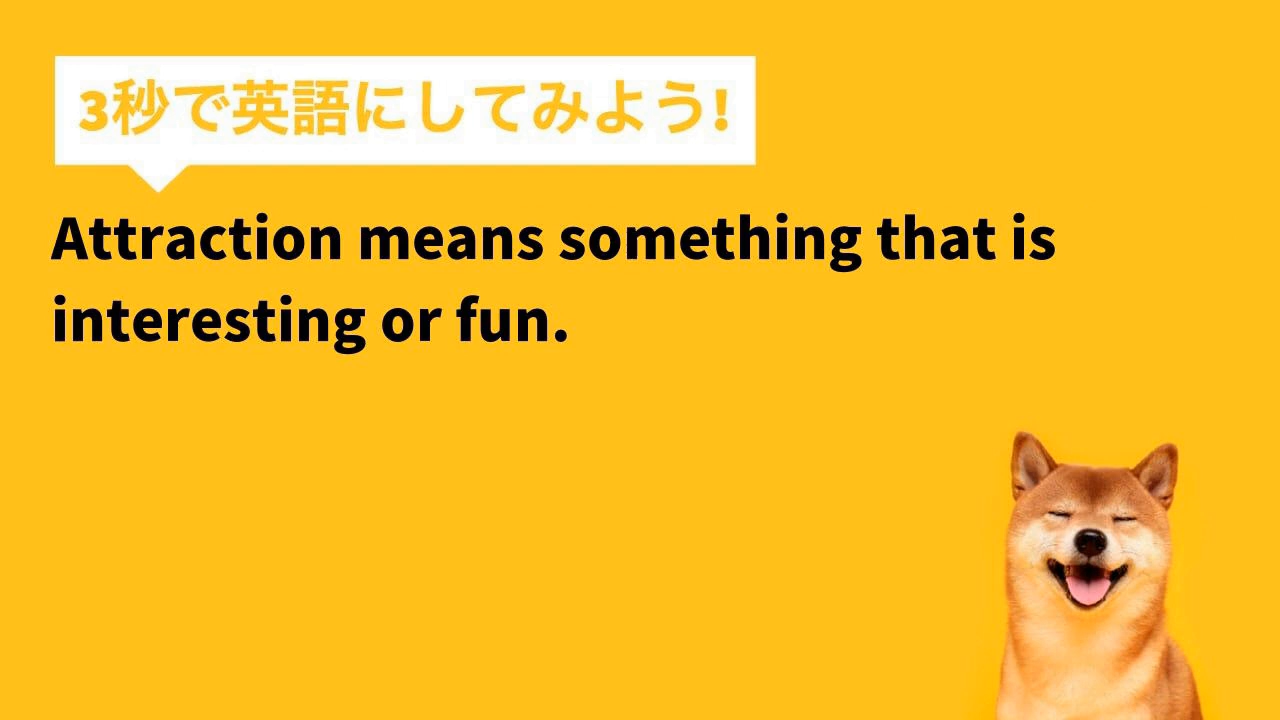 3秒で英語にしてみよう!
Attraction means something that is
interesting or fun.